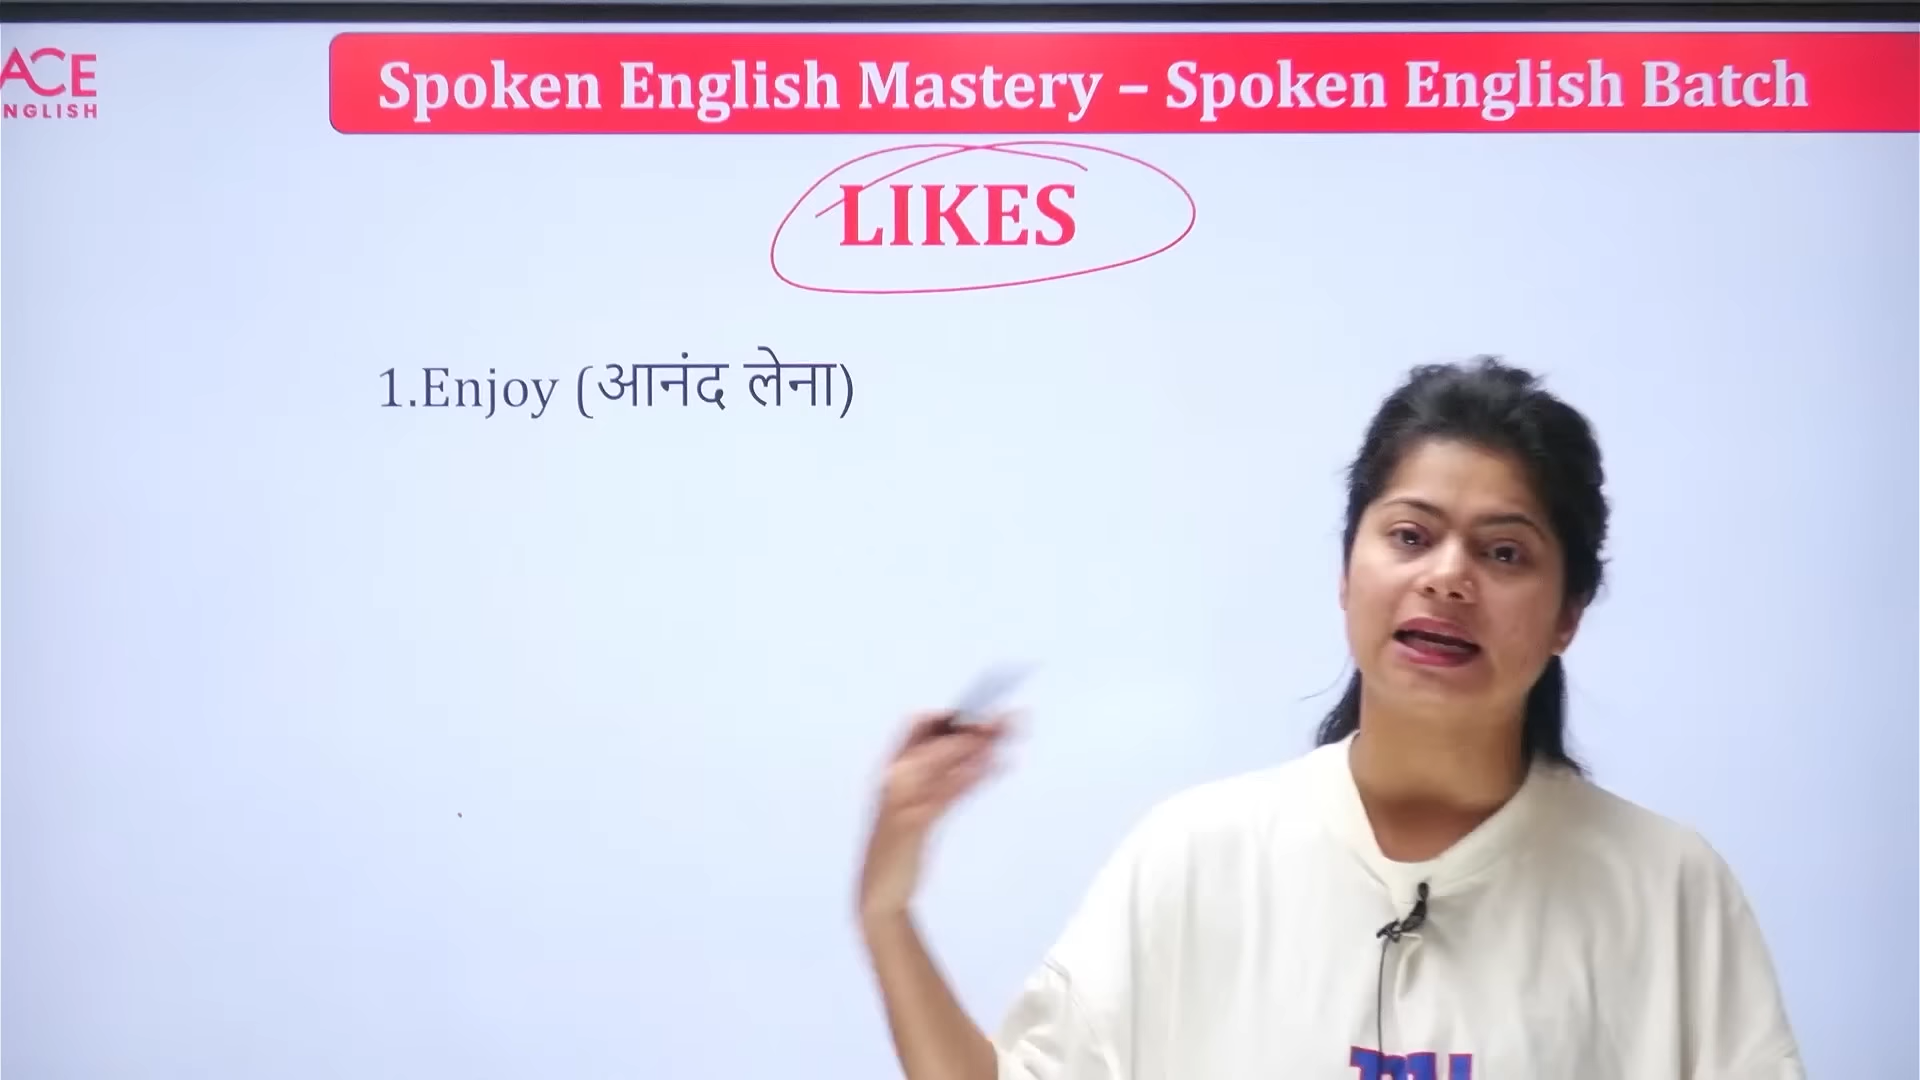 ACE
NGLISH
Spoken English Mastery – Spoken English Batch
LIKES
1.Enjoy (आनंद लेना)